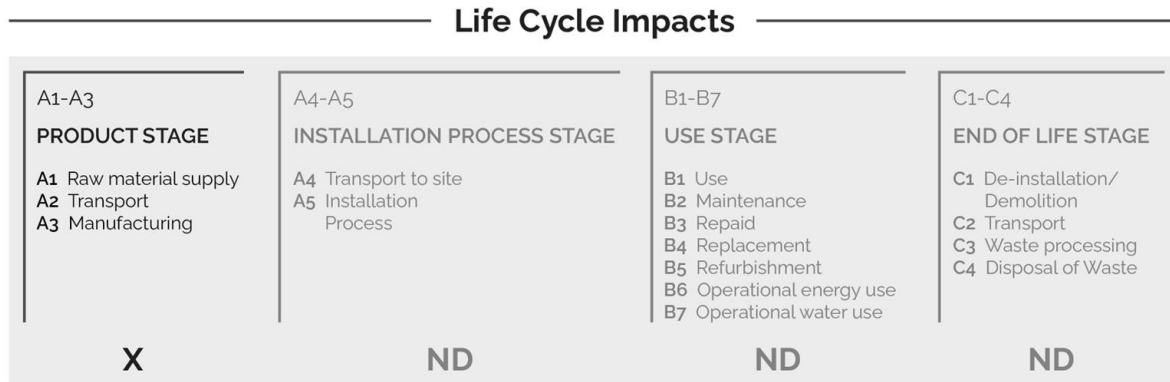 Life Cycle Impacts
A1-A3
PRODUCT STAGE
A1 Raw material supply
A2 Transport
A3 Manufacturing
X
A4-A5
INSTALLATION PROCESS STAGE
A4 Transport to site
A5 Installation
Process
ND
B1-B7
USE STAGE
B1 Use
B2 Maintenance
B3 Repaid
B4 Replacement
B5 Refurbishment
B6 Operational energy use
B7 Operational water use
ND
C1-C4
END OF LIFE STAGE
C1 De-installation/
Demolition
C2 Transport
C3 Waste processing
C4 Disposal of Waste
ND